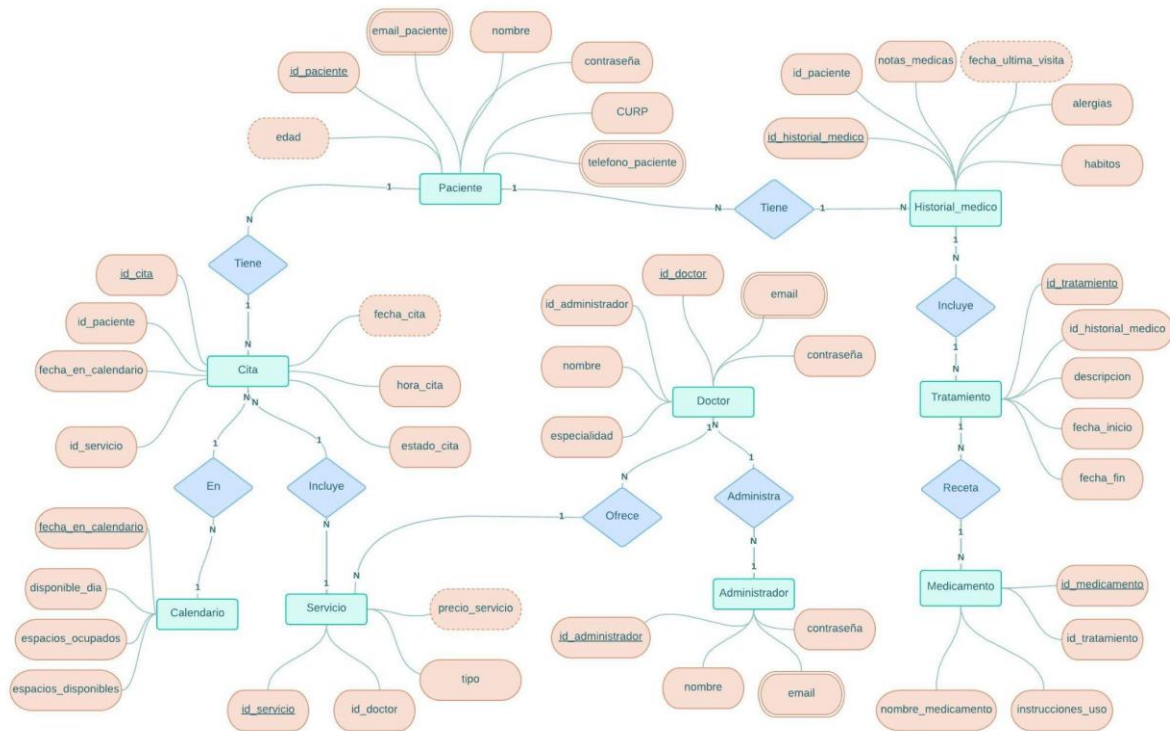 email_paciente
nombre
id_paciente
contraseña
edad
CURP
telefono_paciente
Paciente
notas_medicas
fecha_ultima_visita
id_paciente
alergias
id_historial_medico
habitos
Historial_medico
1
1
N
Tiene
1
N
N
Tiene
1
N
id_cita
id_paciente
fecha_en_calendario
id_servicio
fecha_cita
hora_cita
estado_cita
Cita
id_doctor
id_administrador
email
nombre
contraseña
especialidad
Doctor
1
N
Incluye
1
N
id_tratamiento
id_historial_medico
descripcion
fecha_inicio
fecha_fin
Tratamiento
N
N
1
1
En
Incluye
N
N
1
1
1
N
N
1
Ofrece
Administra
1
N
N
1
1
N
Receta
1
N
fecha_en_calendario
disponible_dia
espacios_ocupados
espacios_disponibles
Calendario
Servicio
precio_servicio
tipo
id_servicio
id_doctor
Administrador
id_administrador
contraseña
nombre
email
Medicamento
id_medicamento
id_tratamiento
nombre_medicamento
instrucciones_uso